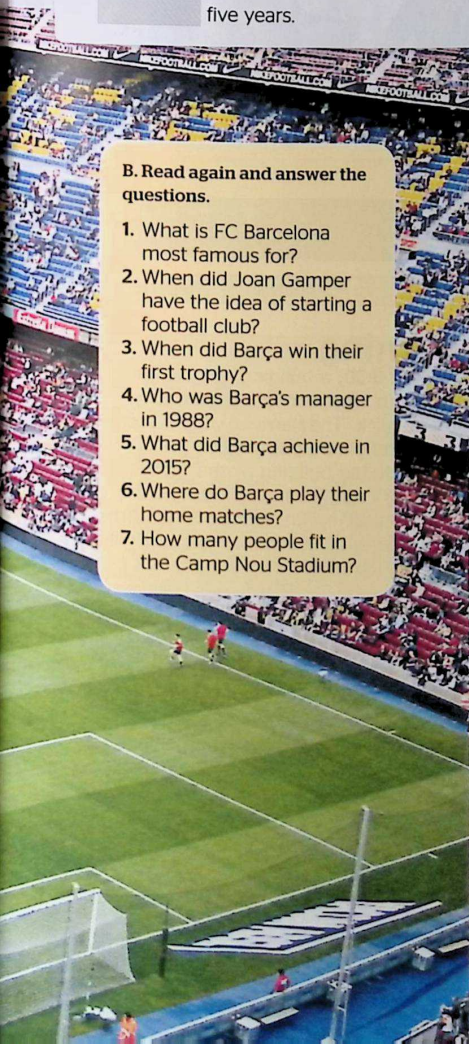 five years.
NIKEFOOTBALL.COM NIKEFOOTBALL.COM NIKEFOOTBALL.COM NIKEFOOTBALL.COM
B. Read again and answer the
questions.
1. What is FC Barcelona
most famous for?
2. When did Joan Gamper
have the idea of starting a
football club?
3. When did Barça win their
first trophy?
4. Who was Barça's manager
in 1988?
5. What did Barça achieve in
2015?
6. Where do Barça play their
home matches?
7. How many people fit in
the Camp Nou Stadium?